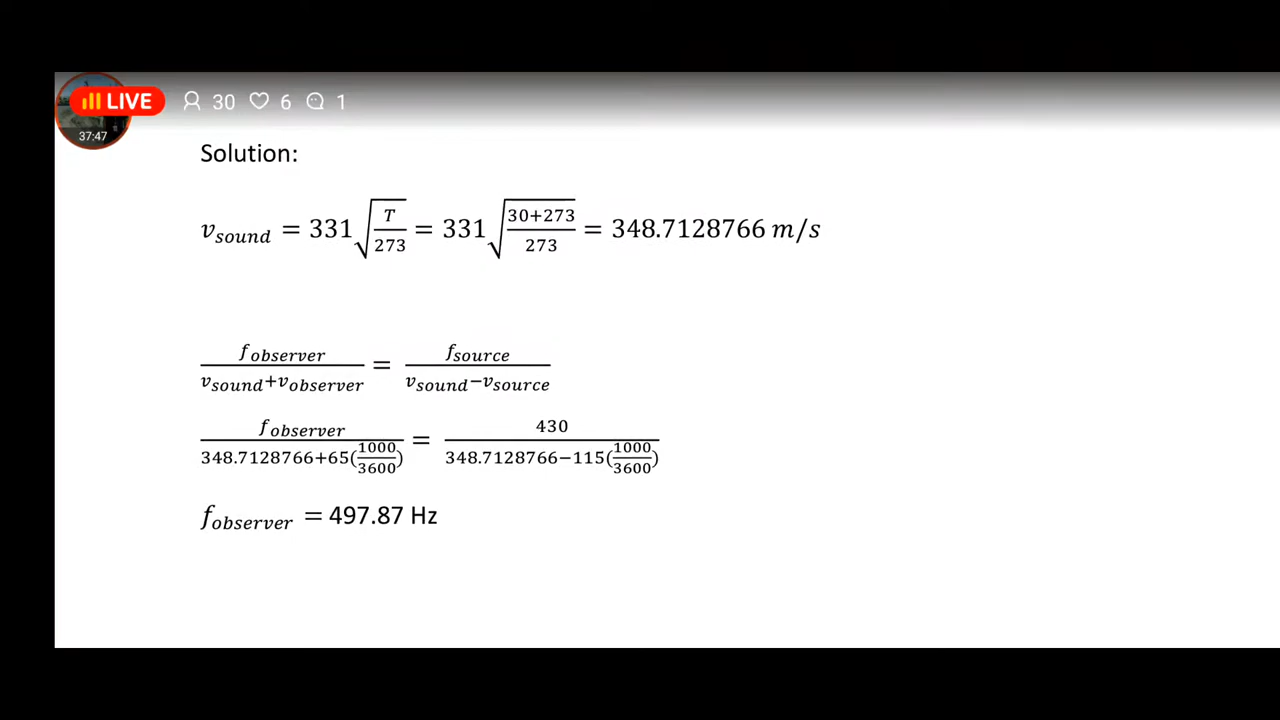 LIVE 30 6 1
37:47
Solution:
v_sound = 331√(T/273) = 331√((30+273)/273) = 348.7128766 m/s
f_observer/(v_sound+v_observer) = f_source/(v_sound−v_source)
f_observer/(348.7128766+65(1000/3600)) = 430/(348.7128766−115(1000/3600))
f_observer = 497.87 Hz